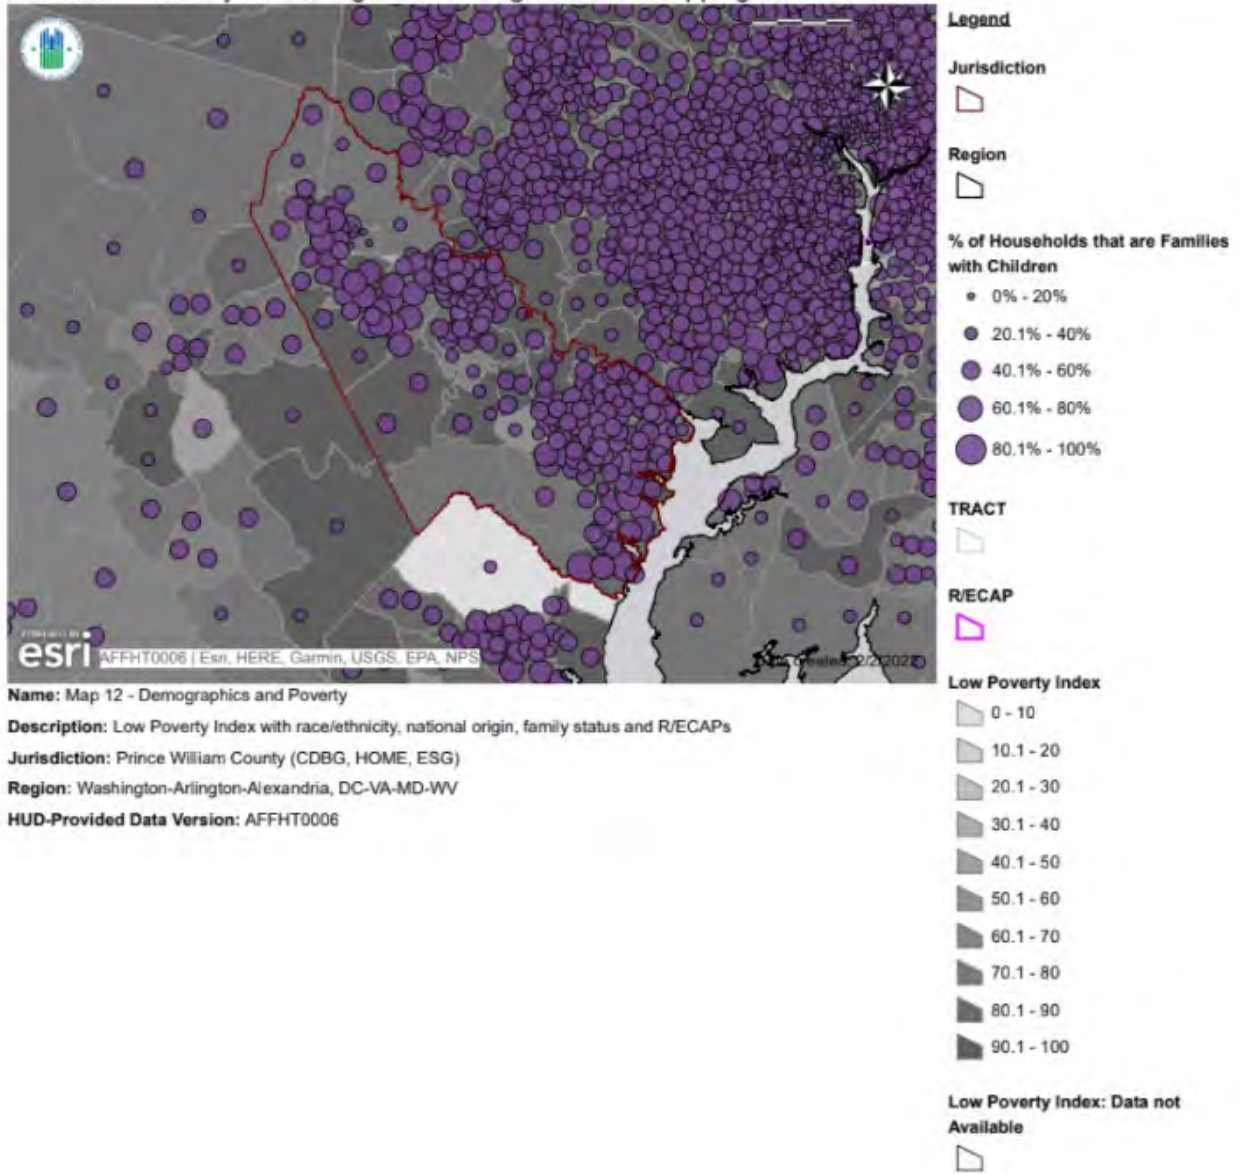 Legend
Jurisdiction
Region
% of Households that are Families
with Children
0% - 20%
20.1% - 40%
40.1% - 60%
60.1% - 80%
80.1% - 100%
TRACT
R/ECAP
Low Poverty Index
0 - 10
10.1 - 20
20.1 - 30
30.1 - 40
40.1 - 50
50.1 - 60
60.1 - 70
70.1 - 80
80.1 - 90
90.1 - 100
Low Poverty Index: Data not
Available
esri
AFFHT0006 | Esri, HERE, Garmin, USGS, EPA, NPS
Name: Map 12 - Demographics and Poverty
Description: Low Poverty Index with race/ethnicity, national origin, family status and R/ECAPs
Jurisdiction: Prince William County (CDBG, HOME, ESG)
Region: Washington-Arlington-Alexandria, DC-VA-MD-WV
HUD-Provided Data Version: AFFHT0006